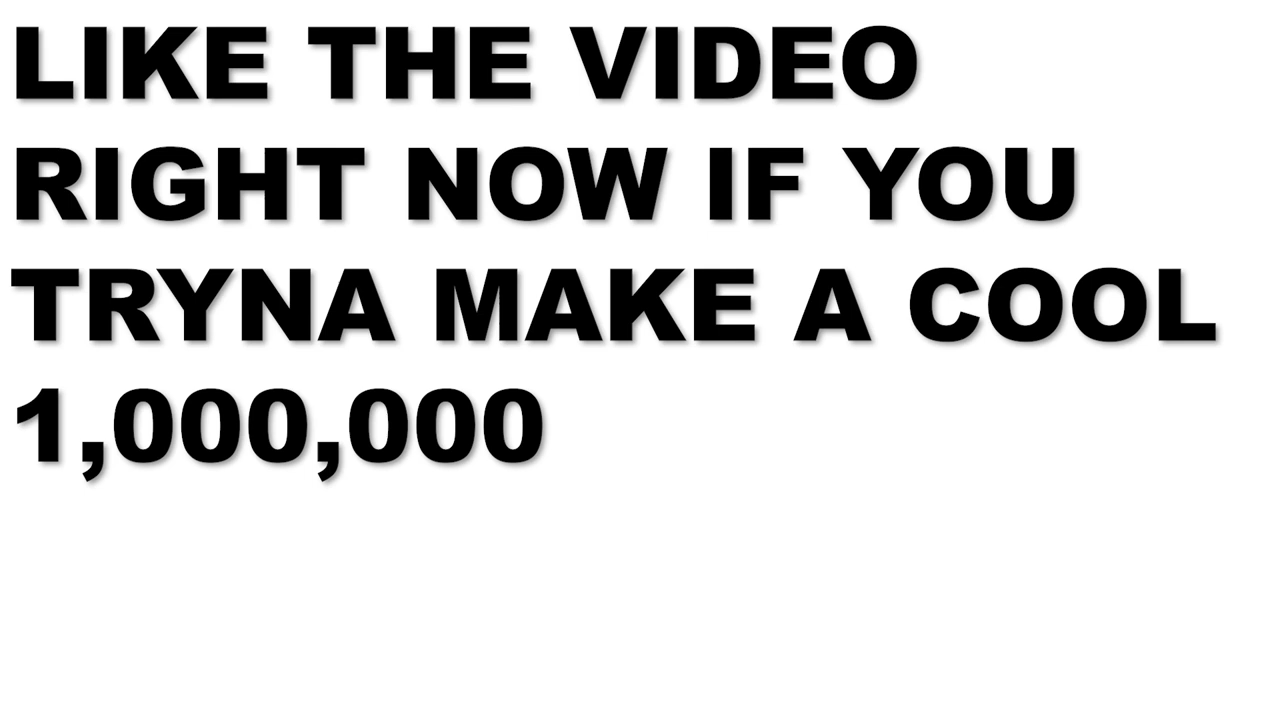 LIKE THE VIDEO
RIGHT NOW IF YOU
TRYNA MAKE A COOL
1,000,000